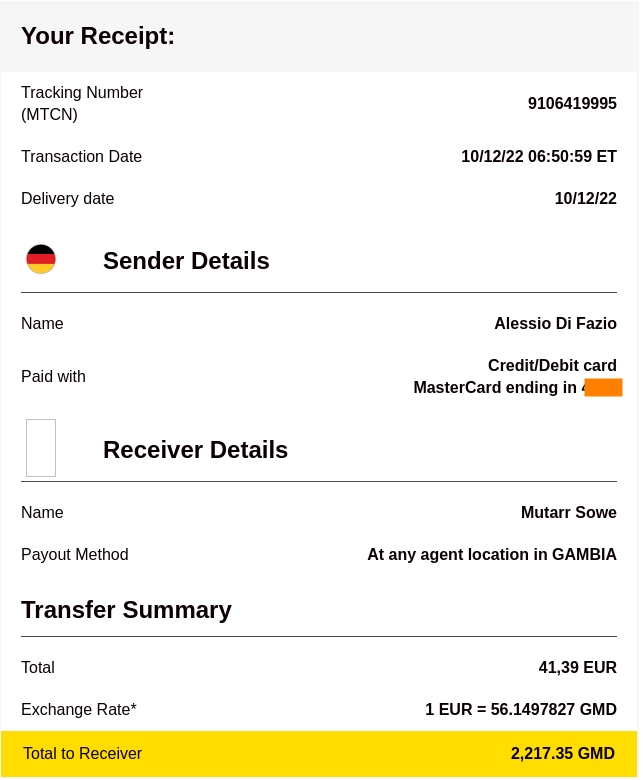 Your Receipt:
Tracking Number
(MTCN)
9106419995
Transaction Date
10/12/22 06:50:59 ET
Delivery date
10/12/22
Sender Details
Name
Alessio Di Fazio
Paid with
Credit/Debit card
MasterCard ending in
Receiver Details
Name
Mutarr Sowe
Payout Method
At any agent location in GAMBIA
Transfer Summary
Total
41,39 EUR
Exchange Rate*
1 EUR = 56.1497827 GMD
Total to Receiver
2,217.35 GMD